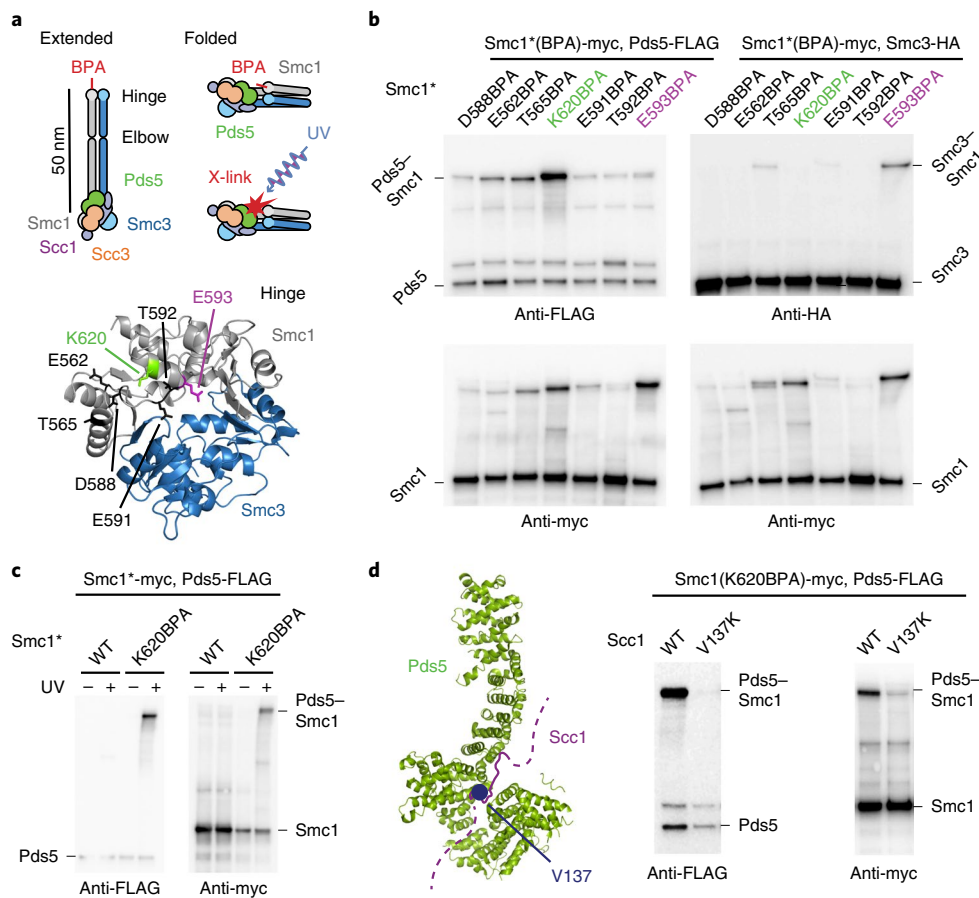 a
Extended
Folded
BPA
BPA
Smc1
Hinge
50 nm
Elbow
Pds5
UV
Pds5
X-link
Smc1
Smc3
Scc1
Scc3
Hinge
T592
E593
Smc1
K620
E562
T565
D588
E591
Smc3
b
Smc1*(BPA)-myc, Pds5-FLAG
Smc1*(BPA)-myc, Smc3-HA
Smc1*
D588BPA
E562BPA
T565BPA
K620BPA
E591BPA
T592BPA
E593BPA
D588BPA
E562BPA
T565BPA
K620BPA
E591BPA
T592BPA
E593BPA
Pds5–
Smc1
Smc3–
Smc1
Pds5
Smc3
Anti-FLAG
Anti-HA
Smc1
Smc1
Anti-myc
Anti-myc
c
Smc1*-myc, Pds5-FLAG
Smc1*
WT
K620BPA
WT
K620BPA
UV – + – + – + – +
Pds5–
Smc1
Smc1
Pds5
Anti-FLAG
Anti-myc
d
Smc1(K620BPA)-myc, Pds5-FLAG
Scc1
WT
V137K
WT
V137K
Pds5
Scc1
V137
Pds5–
Smc1
Pds5–
Smc1
Pds5
Smc1
Anti-FLAG
Anti-myc